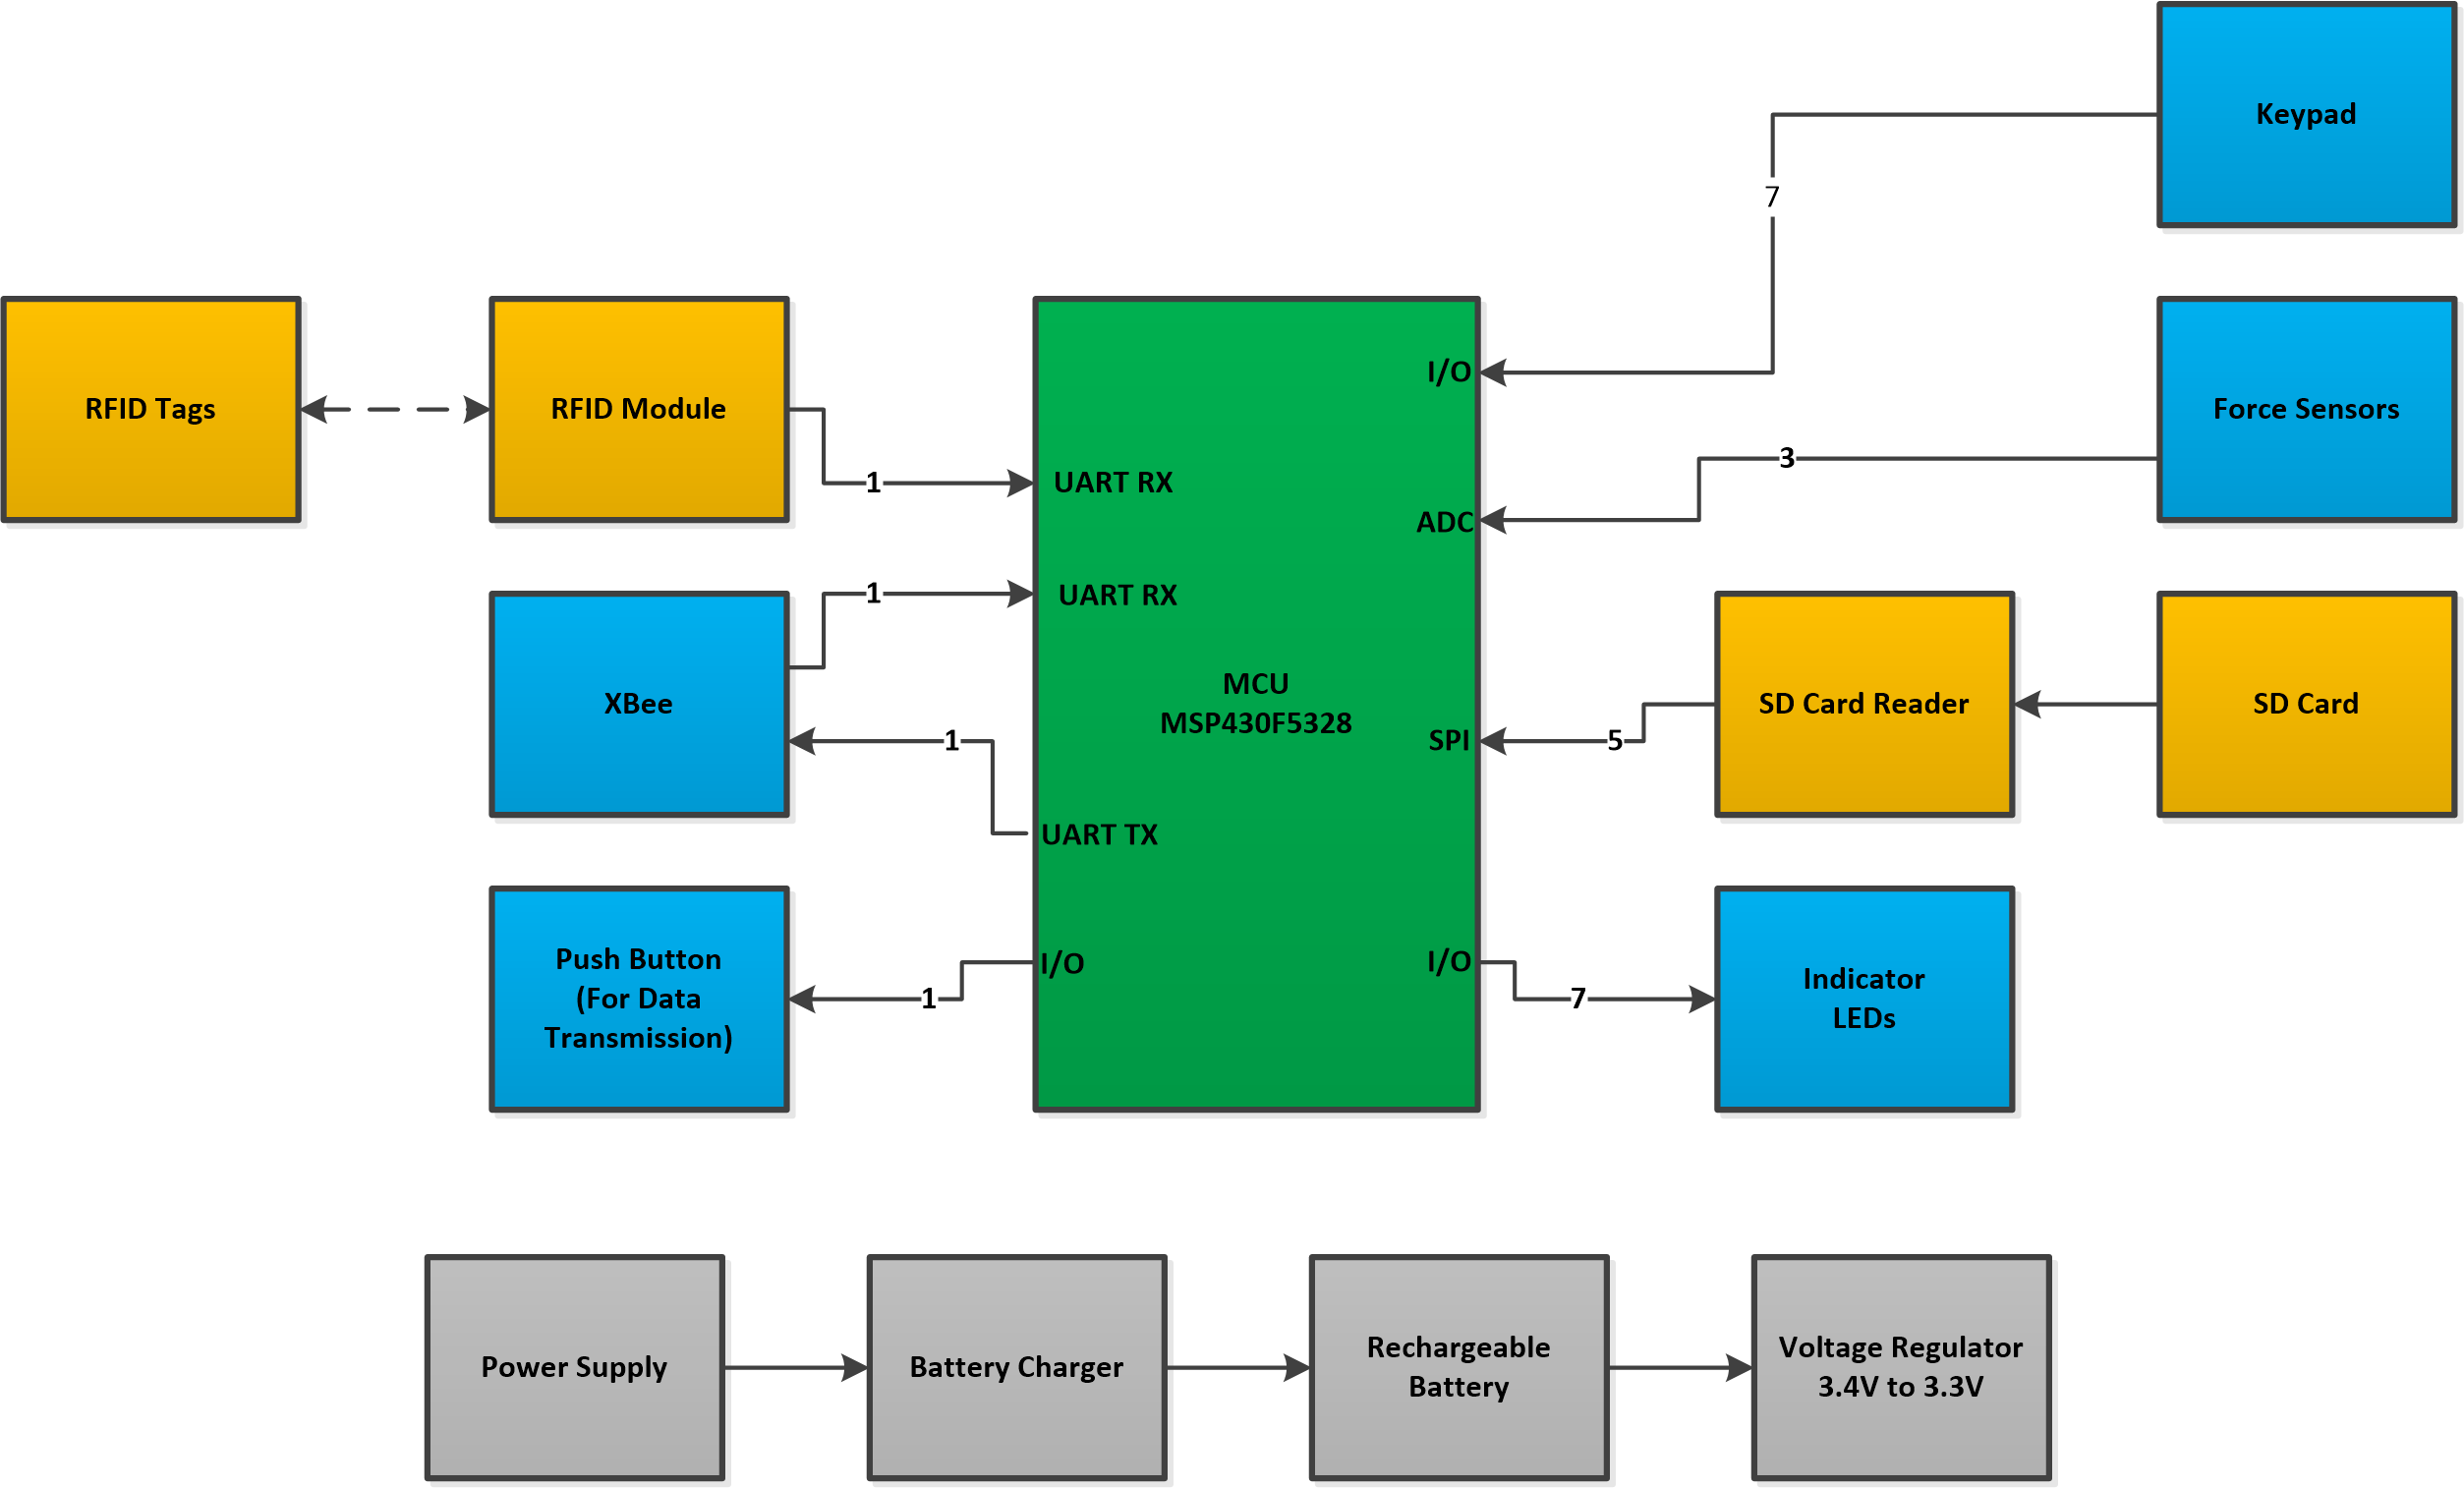 Keypad
7
RFID Tags
RFID Module
I/O
Force Sensors
3
1
UART RX
ADC
1
UART RX
MCU
MSP430F5328
XBee
1
SPI
5
SD Card Reader
SD Card
UART TX
Push Button
(For Data
Transmission)
1
I/O
I/O
7
Indicator
LEDs
Power Supply
Battery Charger
Rechargeable
Battery
Voltage Regulator
3.4V to 3.3V